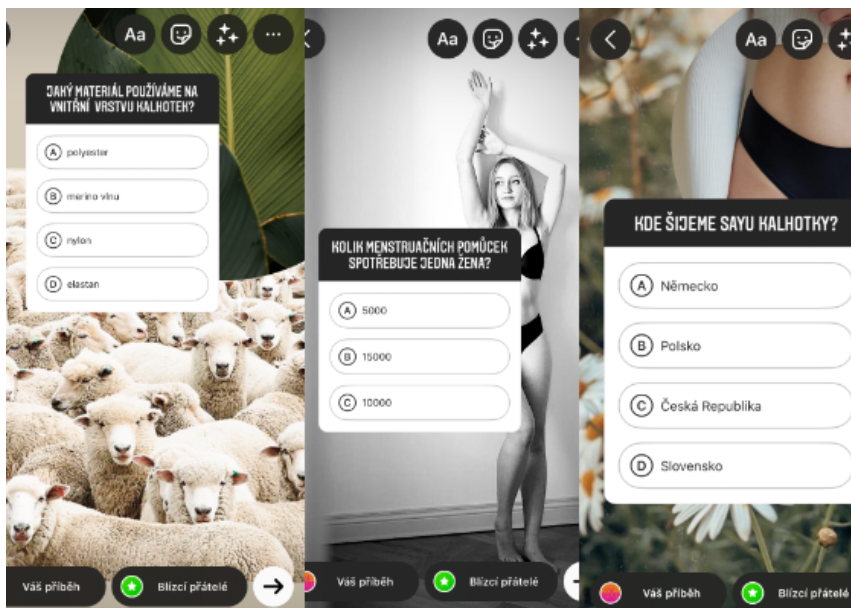 Aa
JAKÝ MATERIÁL POUŽÍVÁME NA
VNITŘNÍ VRSTVU KALHOTEK?
A polyester
B merino vlnu
C nylon
D elastan
Váš příběh
Blízcí přátelé
Aa
KOLIK MENSTRUAČNÍCH POMŮCEK
SPOTŘEBUJE JEDNA ŽENA?
A 5000
B 15000
C 10000
Váš příběh
Blízcí přátelé
Aa
KDE ŠIJEME SAYU KALHOTKY?
A Německo
B Polsko
C Česká Republika
D Slovensko
Váš příběh
Blízcí přátelé